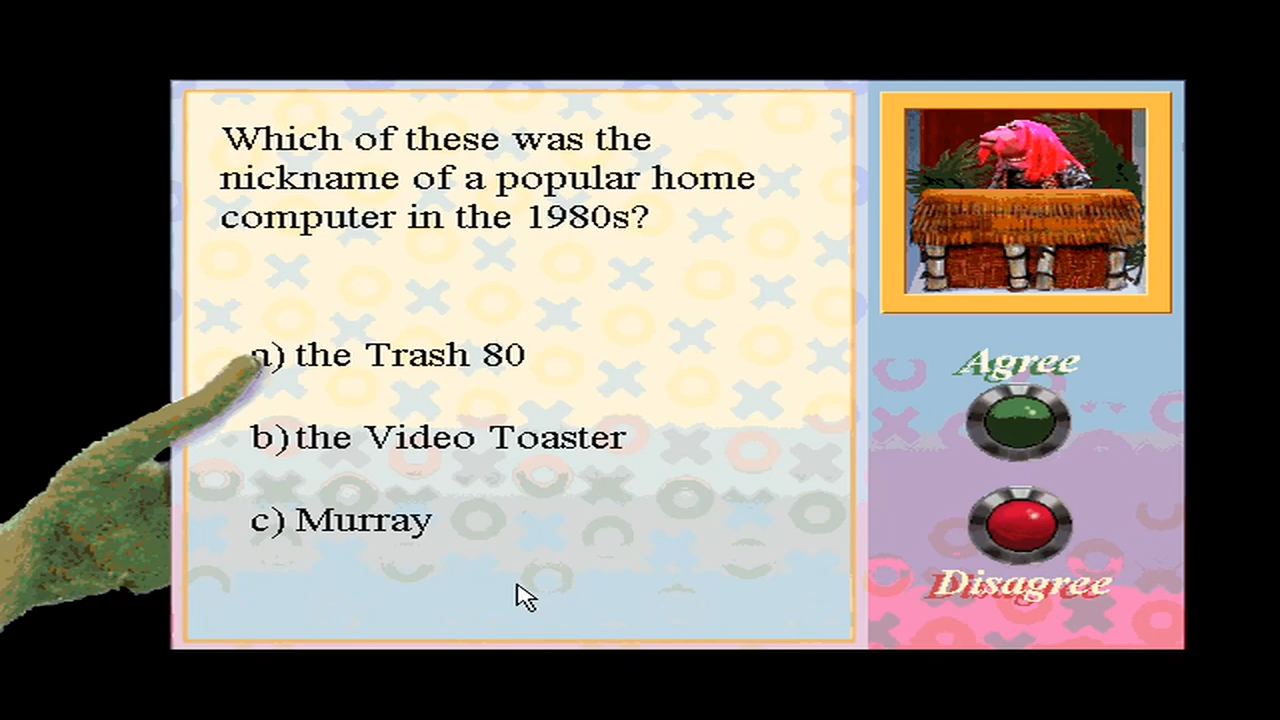 Which of these was the
nickname of a popular home
computer in the 1980s?
a) the Trash 80
b) the Video Toaster
c) Murray
Agree
Disagree